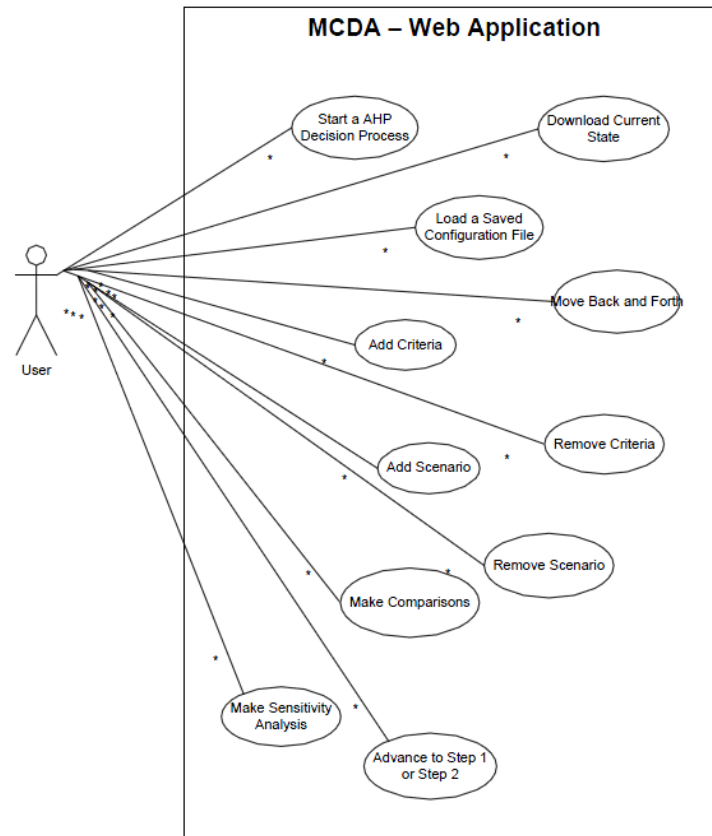 MCDA – Web Application
Start a AHP
Decision Process
Download Current
State
*
*
Load a Saved
Configuration File
*
Move Back and Forth
*
* * *
* *
* * *
* * *
User
Add Criteria
*
Remove Criteria
*
Add Scenario
*
Remove Scenario
*
Make Comparisons
*
Make Sensitivity
Analysis
*
Advance to Step 1
or Step 2
*